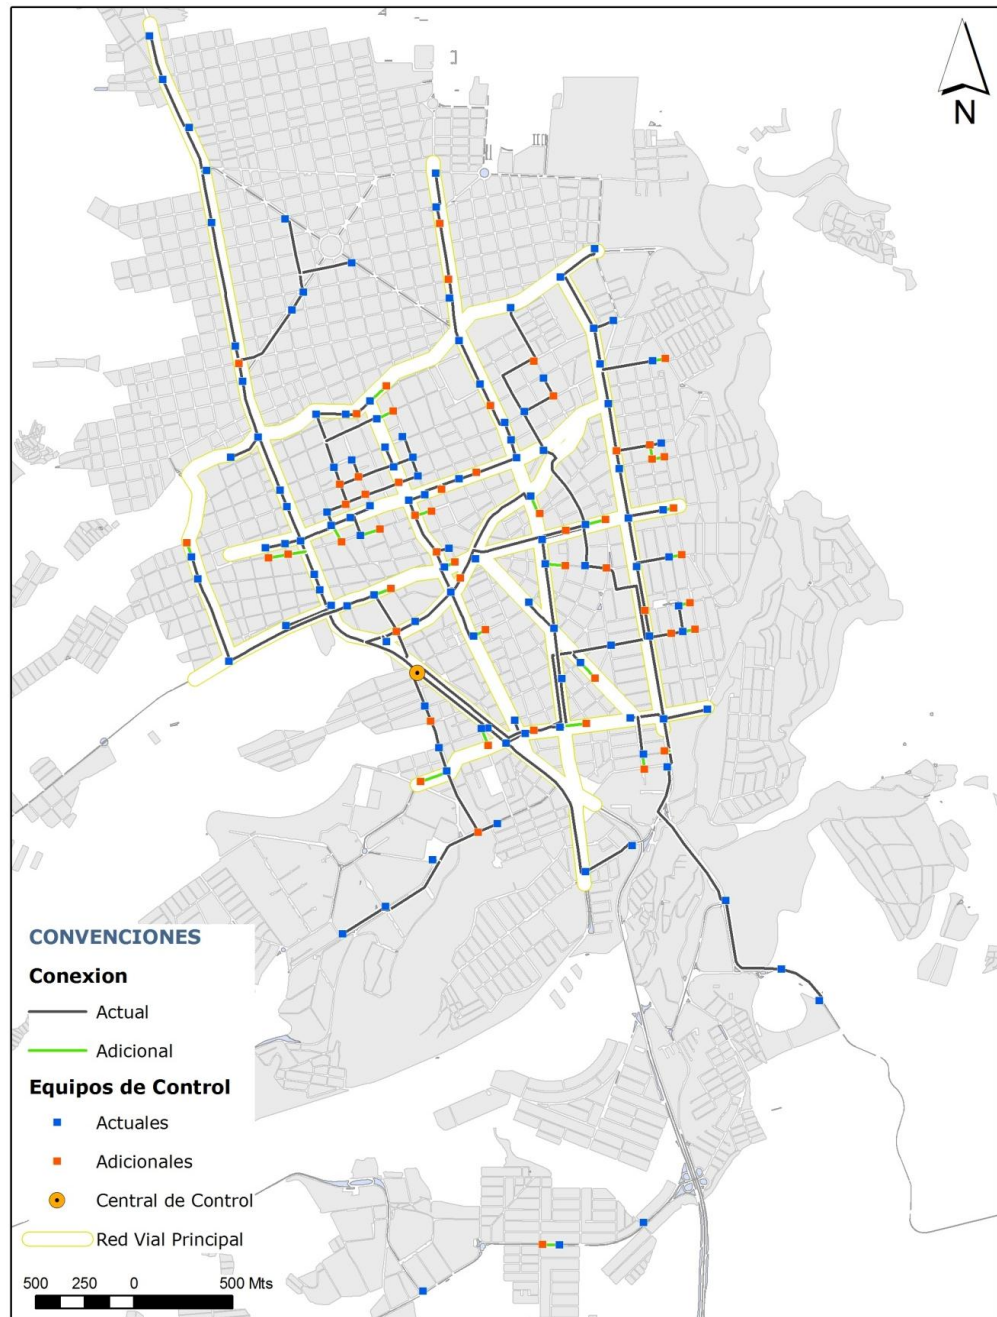 N
CONVENCIONES
Conexion
Actual
Adicional
Equipos de Control
Actuales
Adicionales
Central de Control
Red Vial Principal
500 250 0 500 Mts